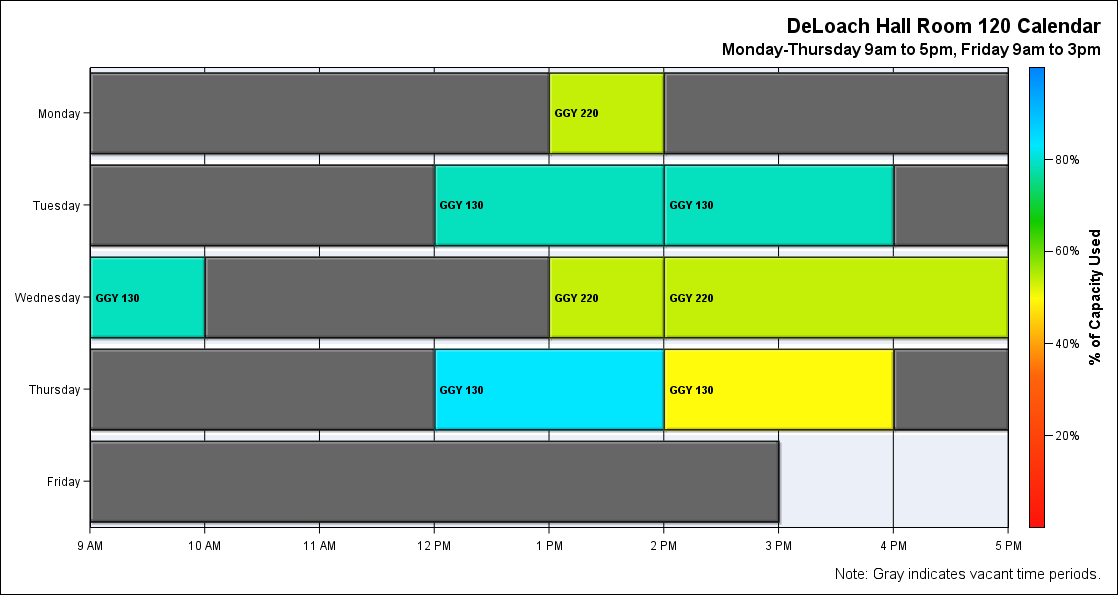 DeLoach Hall Room 120 Calendar
Monday-Thursday 9am to 5pm, Friday 9am to 3pm
Monday
GGY 220
Tuesday
GGY 130
GGY 130
Wednesday
GGY 130
GGY 220
GGY 220
Thursday
GGY 130
GGY 130
Friday
9 AM
10 AM
11 AM
12 PM
1 PM
2 PM
3 PM
4 PM
5 PM
80%
60%
40%
20%
% of Capacity Used
Note: Gray indicates vacant time periods.